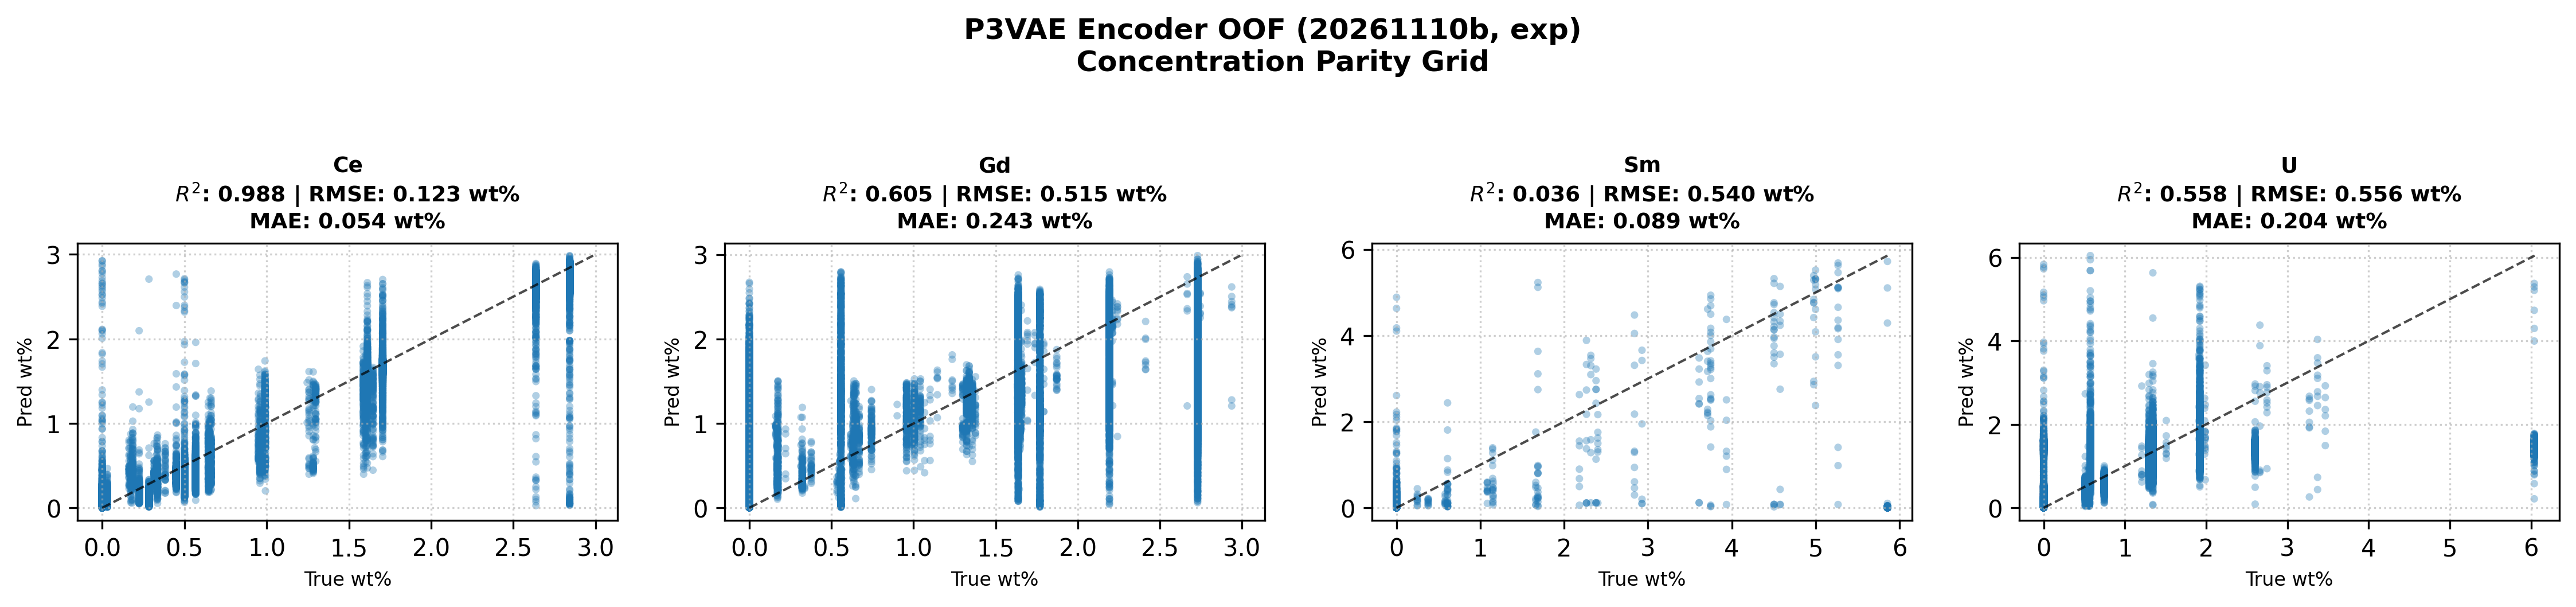 P3VAE Encoder OOF (20261110b, exp)
Concentration Parity Grid
Ce
R²: 0.988 | RMSE: 0.123 wt%
MAE: 0.054 wt%
3
2
1
0
Pred wt%
0.0 0.5 1.0 1.5 2.0 2.5 3.0
True wt%
Gd
R²: 0.605 | RMSE: 0.515 wt%
MAE: 0.243 wt%
3
2
1
0
Pred wt%
0.0 0.5 1.0 1.5 2.0 2.5 3.0
True wt%
Sm
R²: 0.036 | RMSE: 0.540 wt%
MAE: 0.089 wt%
6
4
2
0
Pred wt%
0 1 2 3 4 5 6
True wt%
U
R²: 0.558 | RMSE: 0.556 wt%
MAE: 0.204 wt%
6
4
2
0
Pred wt%
0 1 2 3 4 5 6
True wt%